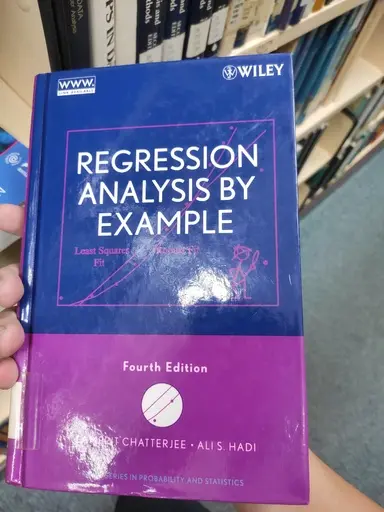 WWW.
WILEY
REGRESSION
ANALYSIS BY
EXAMPLE
Least Squares
Fit
Fourth Edition
CHATTERJEE • ALI S. HADI
SERIES IN PROBABILITY AND STATISTICS